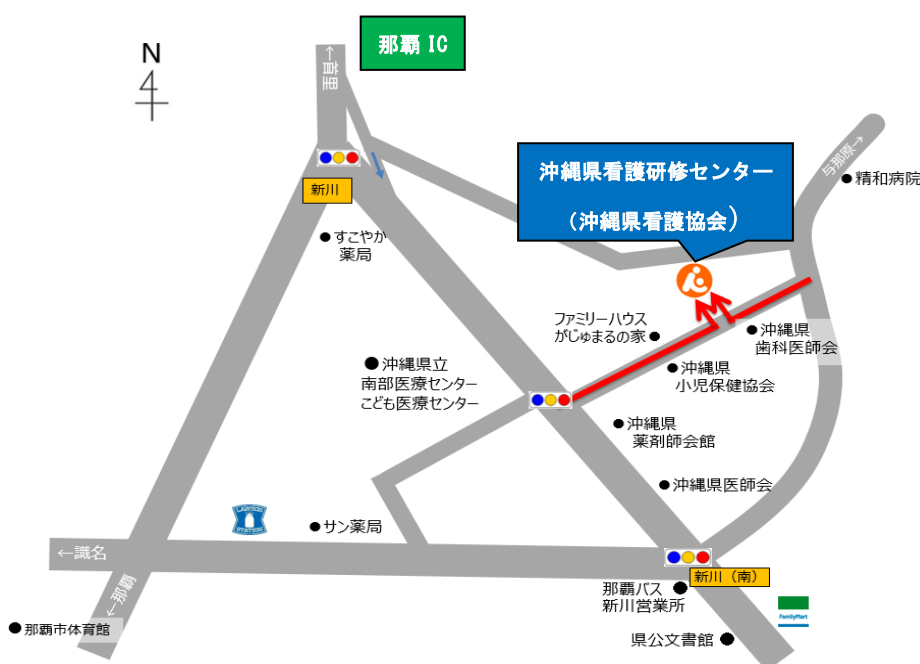 那覇 IC
N
←首里
与那原→
沖縄県看護研修センター
（沖縄県看護協会）
精和病院
新川
すこやか
薬局
ファミリーハウス
がじゅまるの家
沖縄県
歯科医師会
沖縄県立
南部医療センター
こども医療センター
沖縄県
小児保健協会
沖縄県
薬剤師会館
沖縄県医師会
LAWSON
STATION
サン薬局
←識名
新川（南）
←那覇
那覇バス
新川営業所
FamilyMart
那覇市体育館
県公文書館